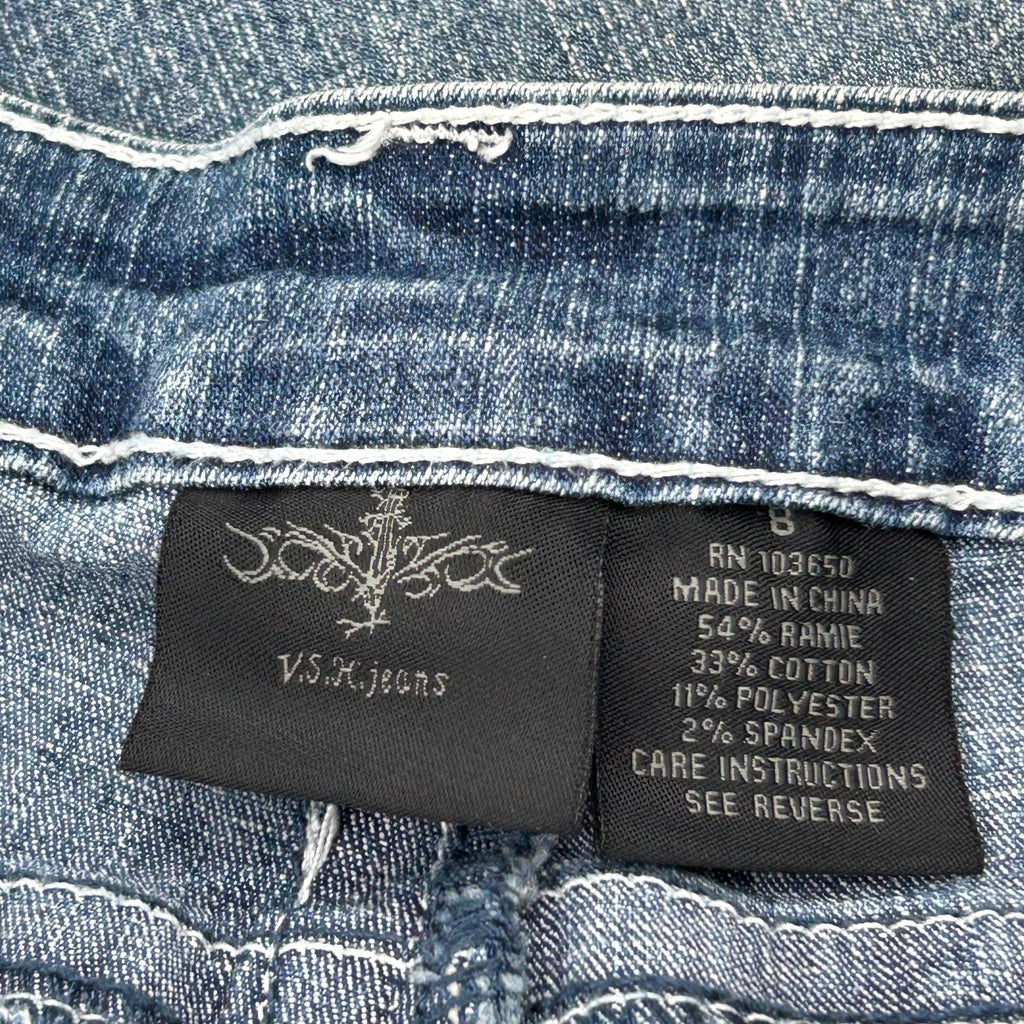 V.S.H.jeans
8
RN 103650
MADE IN CHINA
54% RAMIE
33% COTTON
11% POLYESTER
2% SPANDEX
CARE INSTRUCTIONS
SEE REVERSE